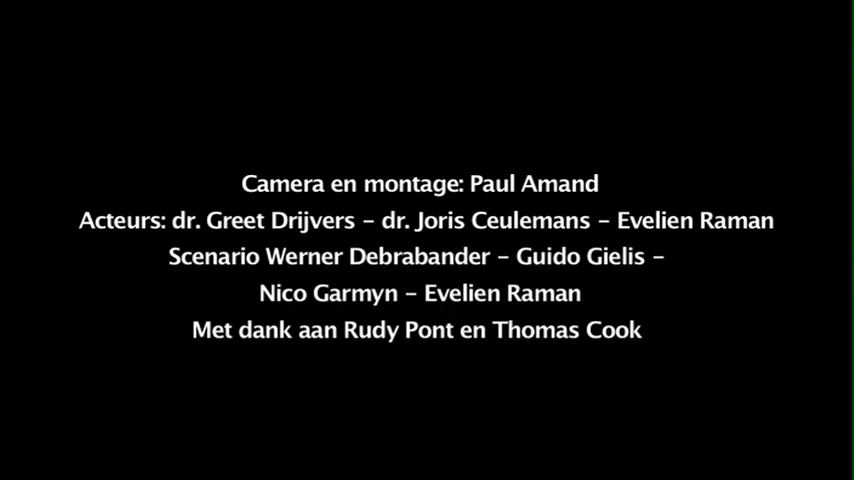 Camera en montage: Paul Amand
Acteurs: dr. Greet Drijvers – dr. Joris Ceulemans – Evelien Raman
Scenario Werner Debrabander – Guido Gielis –
Nico Garmyn – Evelien Raman
Met dank aan Rudy Pont en Thomas Cook